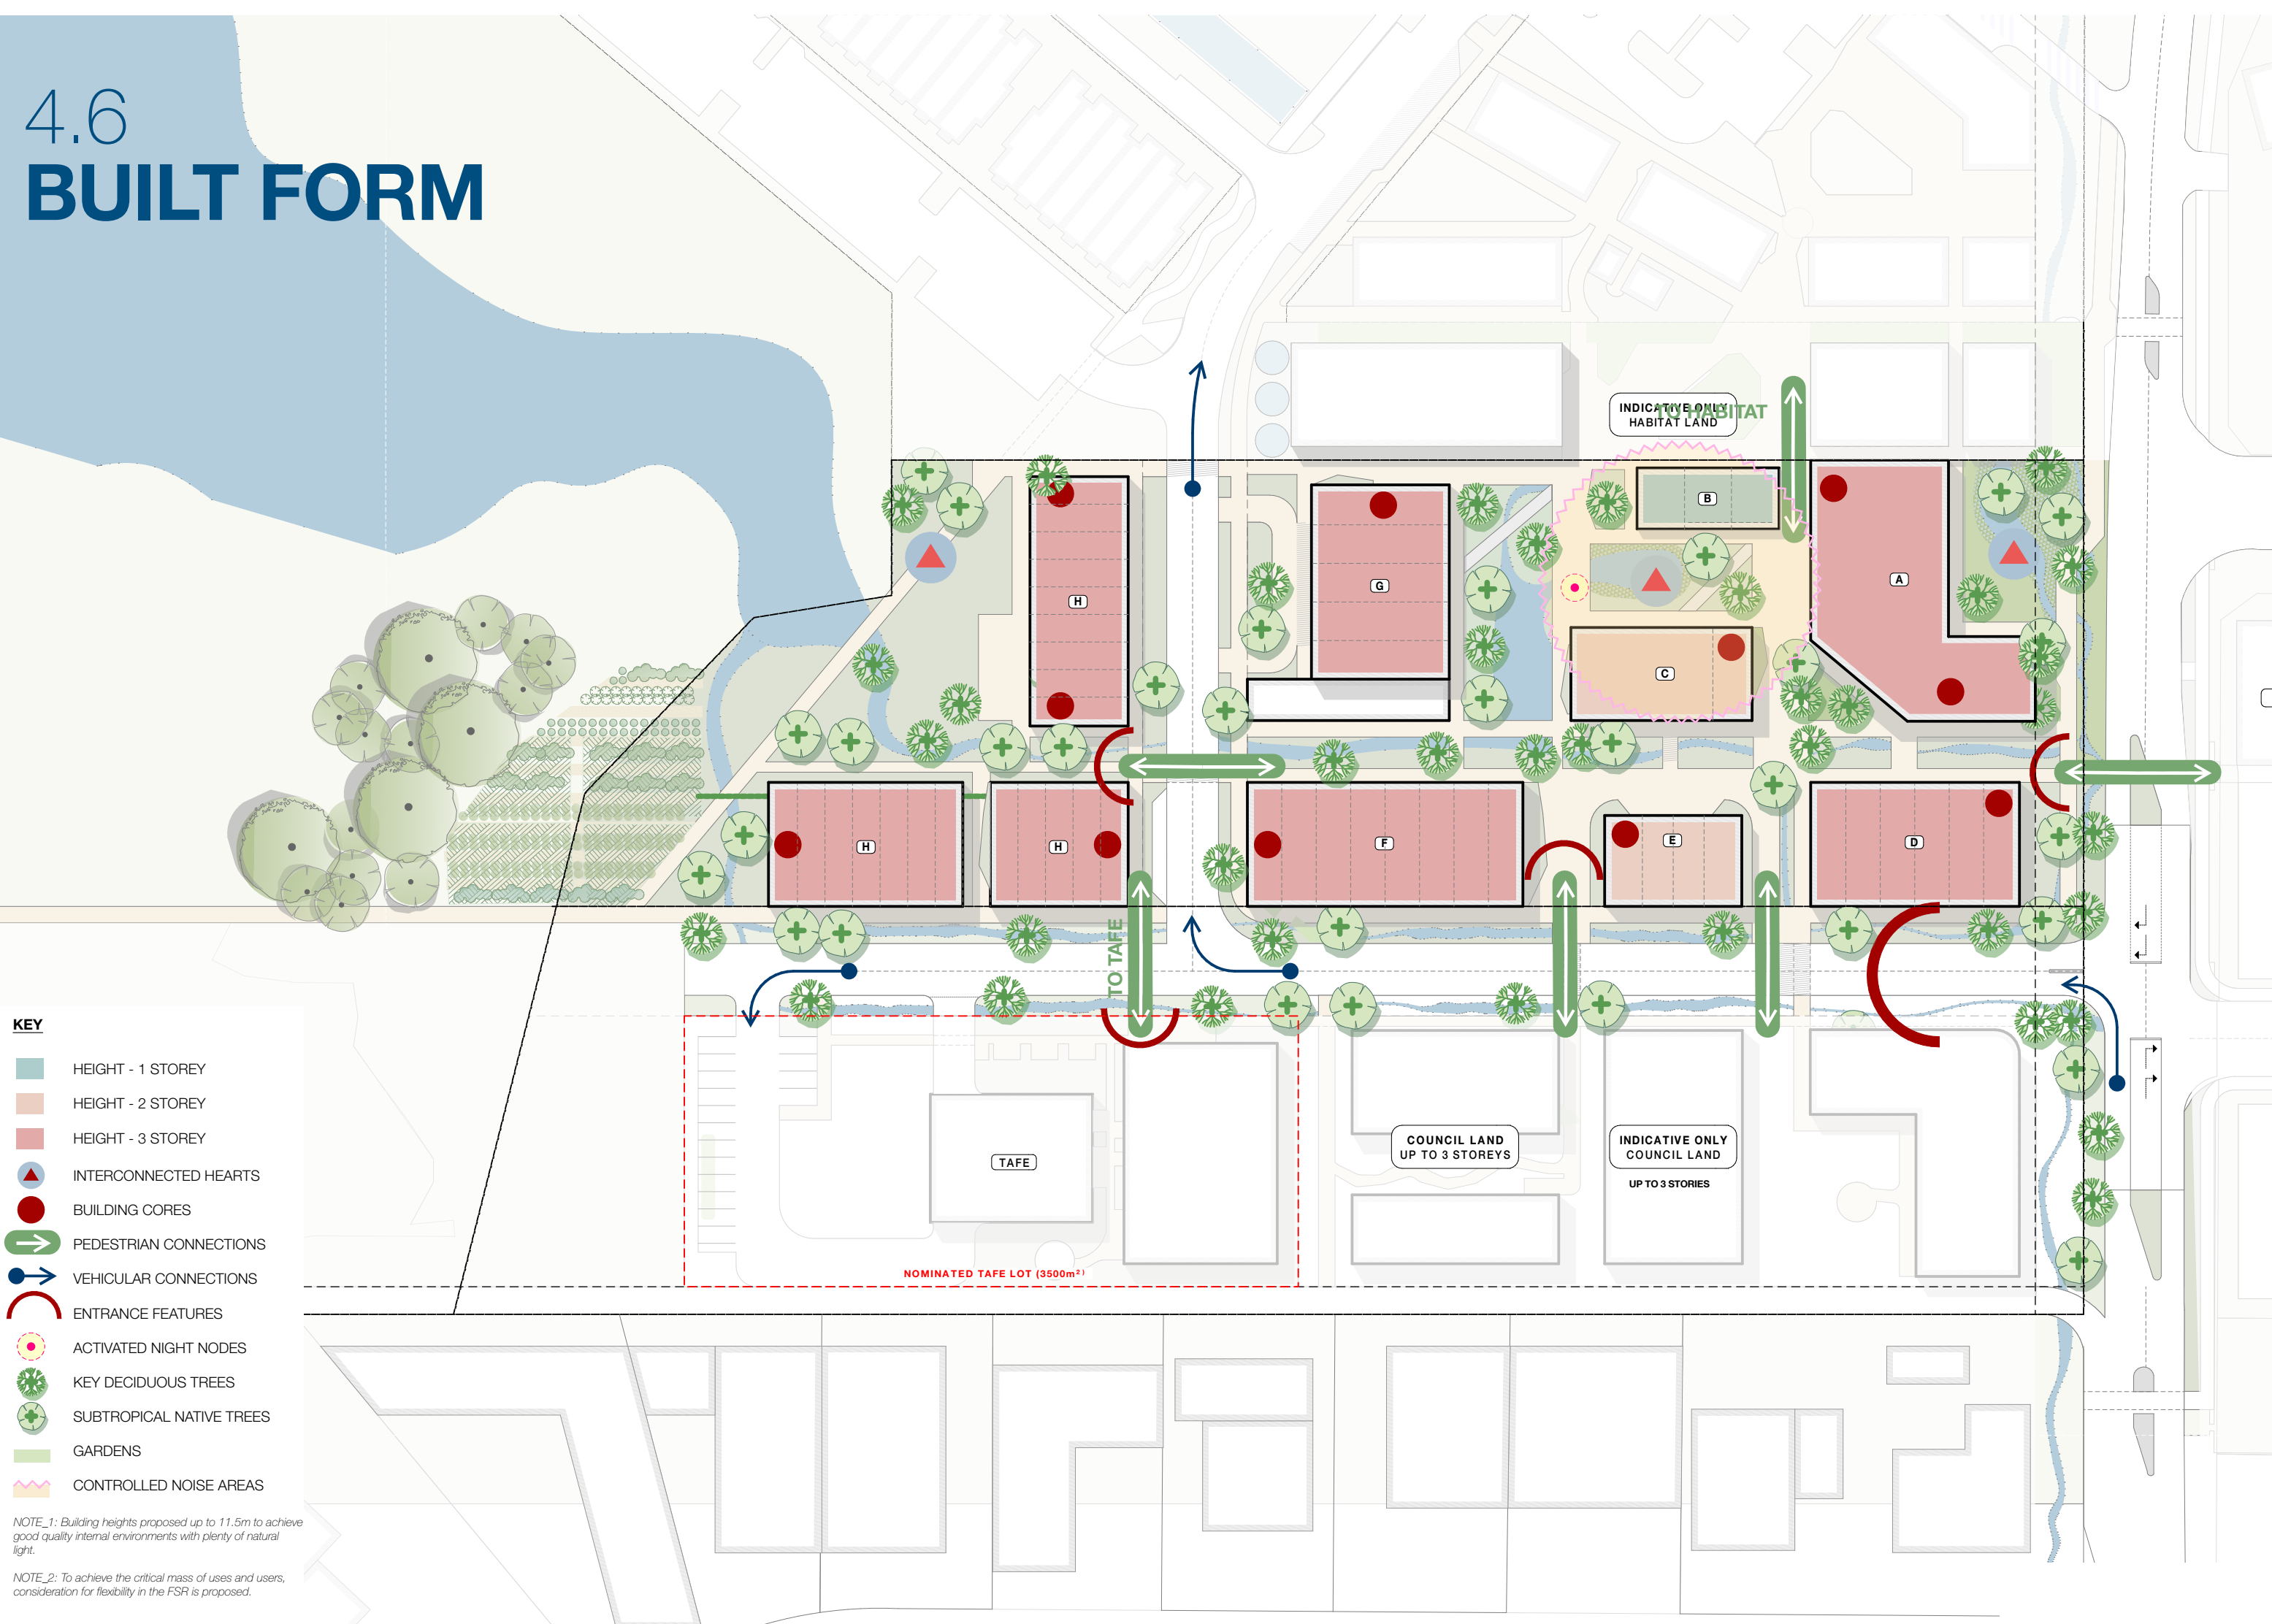 4.6
BUILT FORM
INDICATIVE ONLY
HABITAT LAND
TO HABITAT
B
A
G
H
C
H
H
F
E
D
TO TAFE
KEY
HEIGHT - 1 STOREY
HEIGHT - 2 STOREY
HEIGHT - 3 STOREY
INTERCONNECTED HEARTS
BUILDING CORES
PEDESTRIAN CONNECTIONS
VEHICULAR CONNECTIONS
ENTRANCE FEATURES
ACTIVATED NIGHT NODES
KEY DECIDUOUS TREES
SUBTROPICAL NATIVE TREES
GARDENS
CONTROLLED NOISE AREAS
NOTE_1: Building heights proposed up to 11.5m to achieve
good quality internal environments with plenty of natural
light.
NOTE_2: To achieve the critical mass of uses and users,
consideration for flexibility in the FSR is proposed.
TAFE
COUNCIL LAND
UP TO 3 STOREYS
INDICATIVE ONLY
COUNCIL LAND
UP TO 3 STORIES
NOMINATED TAFE LOT (3500m²)